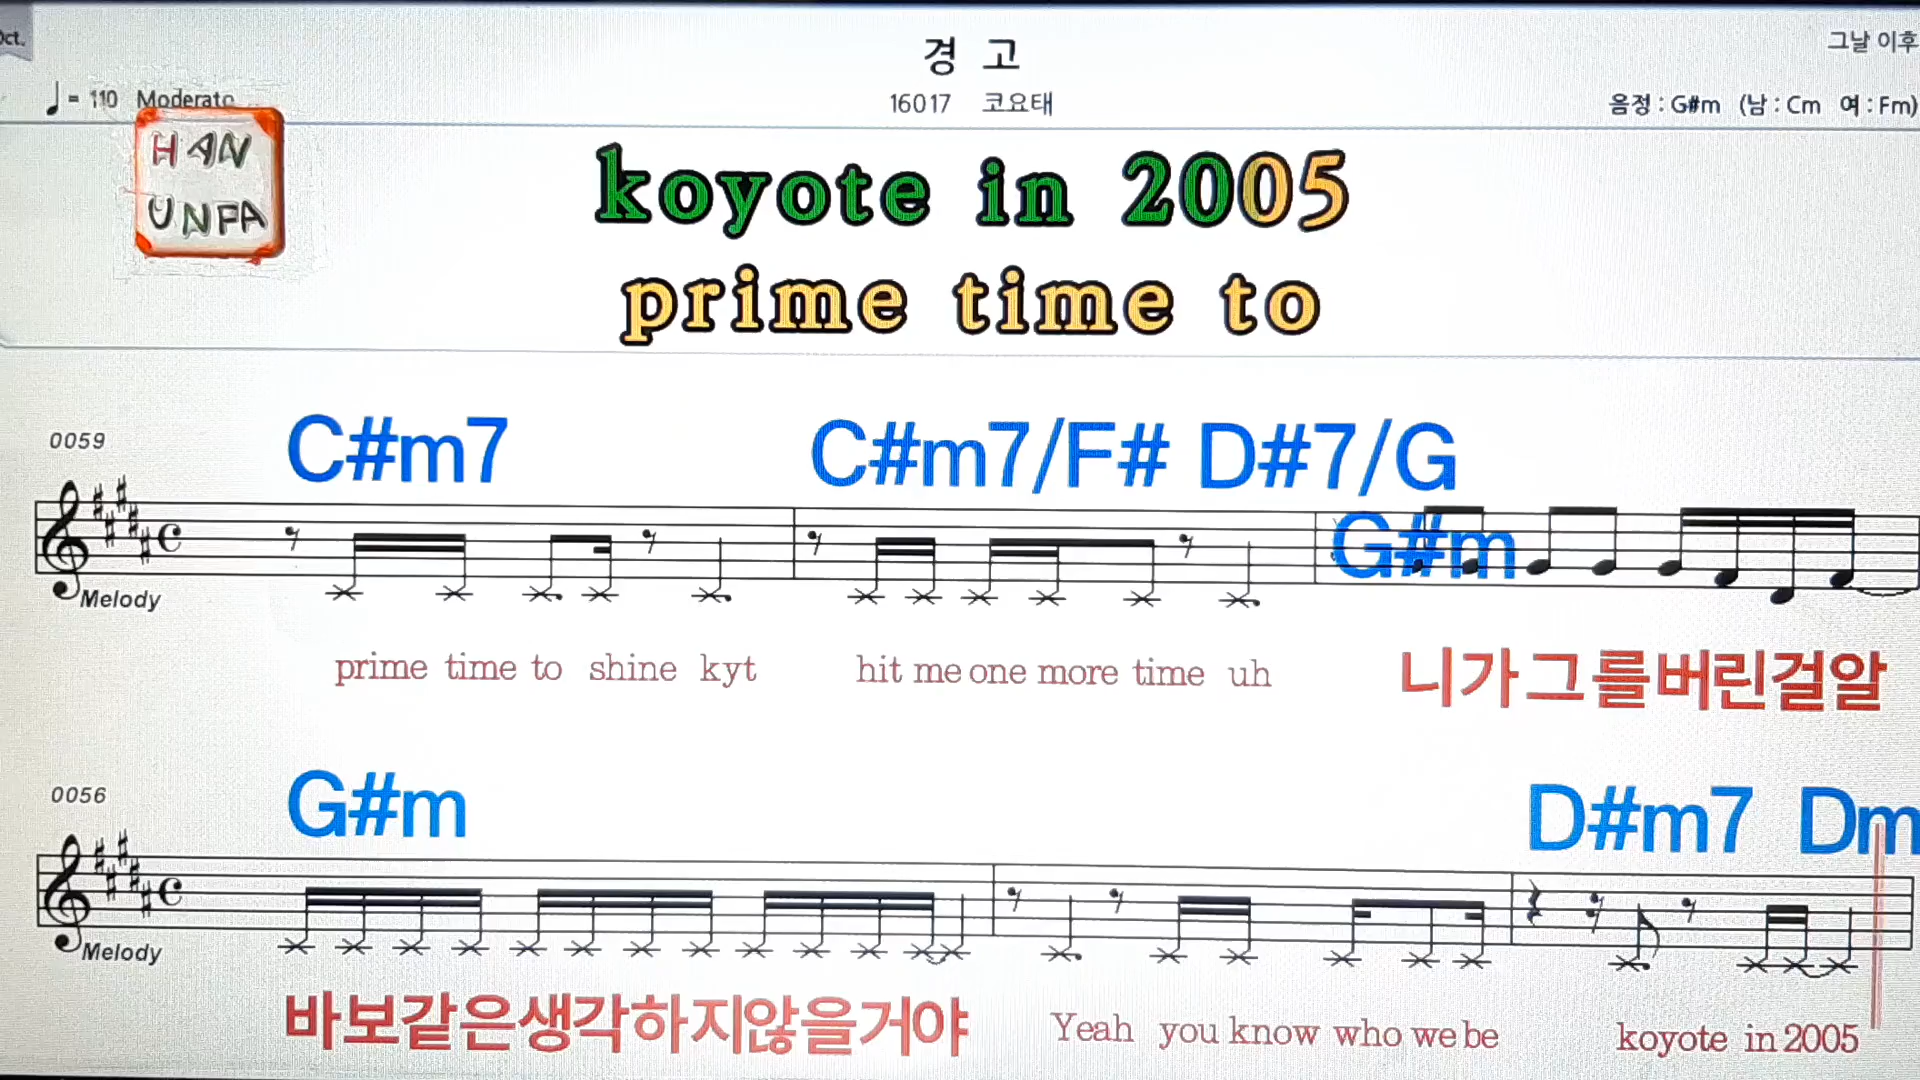 Oct.
경 고
그날 이후
♩= 110 Moderato
16017 코요태
음정 : G#m (남 : Cm 여 : Fm)
HAN
UNFA
koyote in 2005
prime time to
0059
C#m7 C#m7/F# D#7/G
G#m
Melody
prime time to shine kyt hit me one more time uh 니가그를버린걸알
0056
G#m D#m7 Dm
Melody
바보같은생각하지않을거야 Yeah you know who we be koyote in 2005